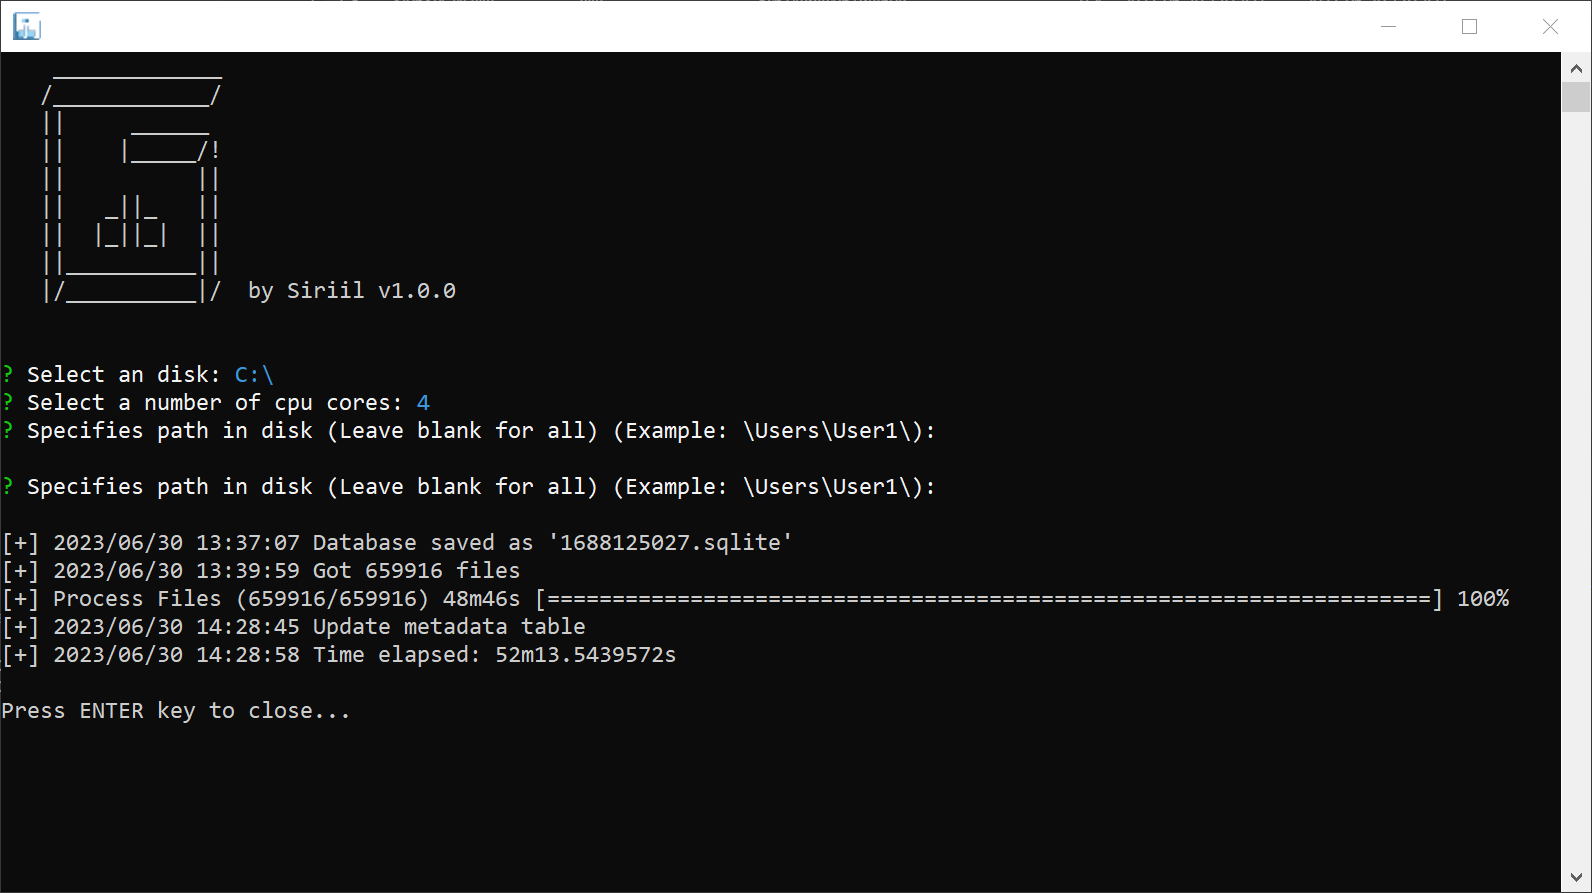 by Siriil v1.0.0
? Select an disk: C:\
? Select a number of cpu cores: 4
? Specifies path in disk (Leave blank for all) (Example: \Users\User1\):
? Specifies path in disk (Leave blank for all) (Example: \Users\User1\):
[+] 2023/06/30 13:37:07 Database saved as '1688125027.sqlite'
[+] 2023/06/30 13:39:59 Got 659916 files
[+] Process Files (659916/659916) 48m46s [====================================================================] 100%
[+] 2023/06/30 14:28:45 Update metadata table
[+] 2023/06/30 14:28:58 Time elapsed: 52m13.5439572s
Press ENTER key to close...